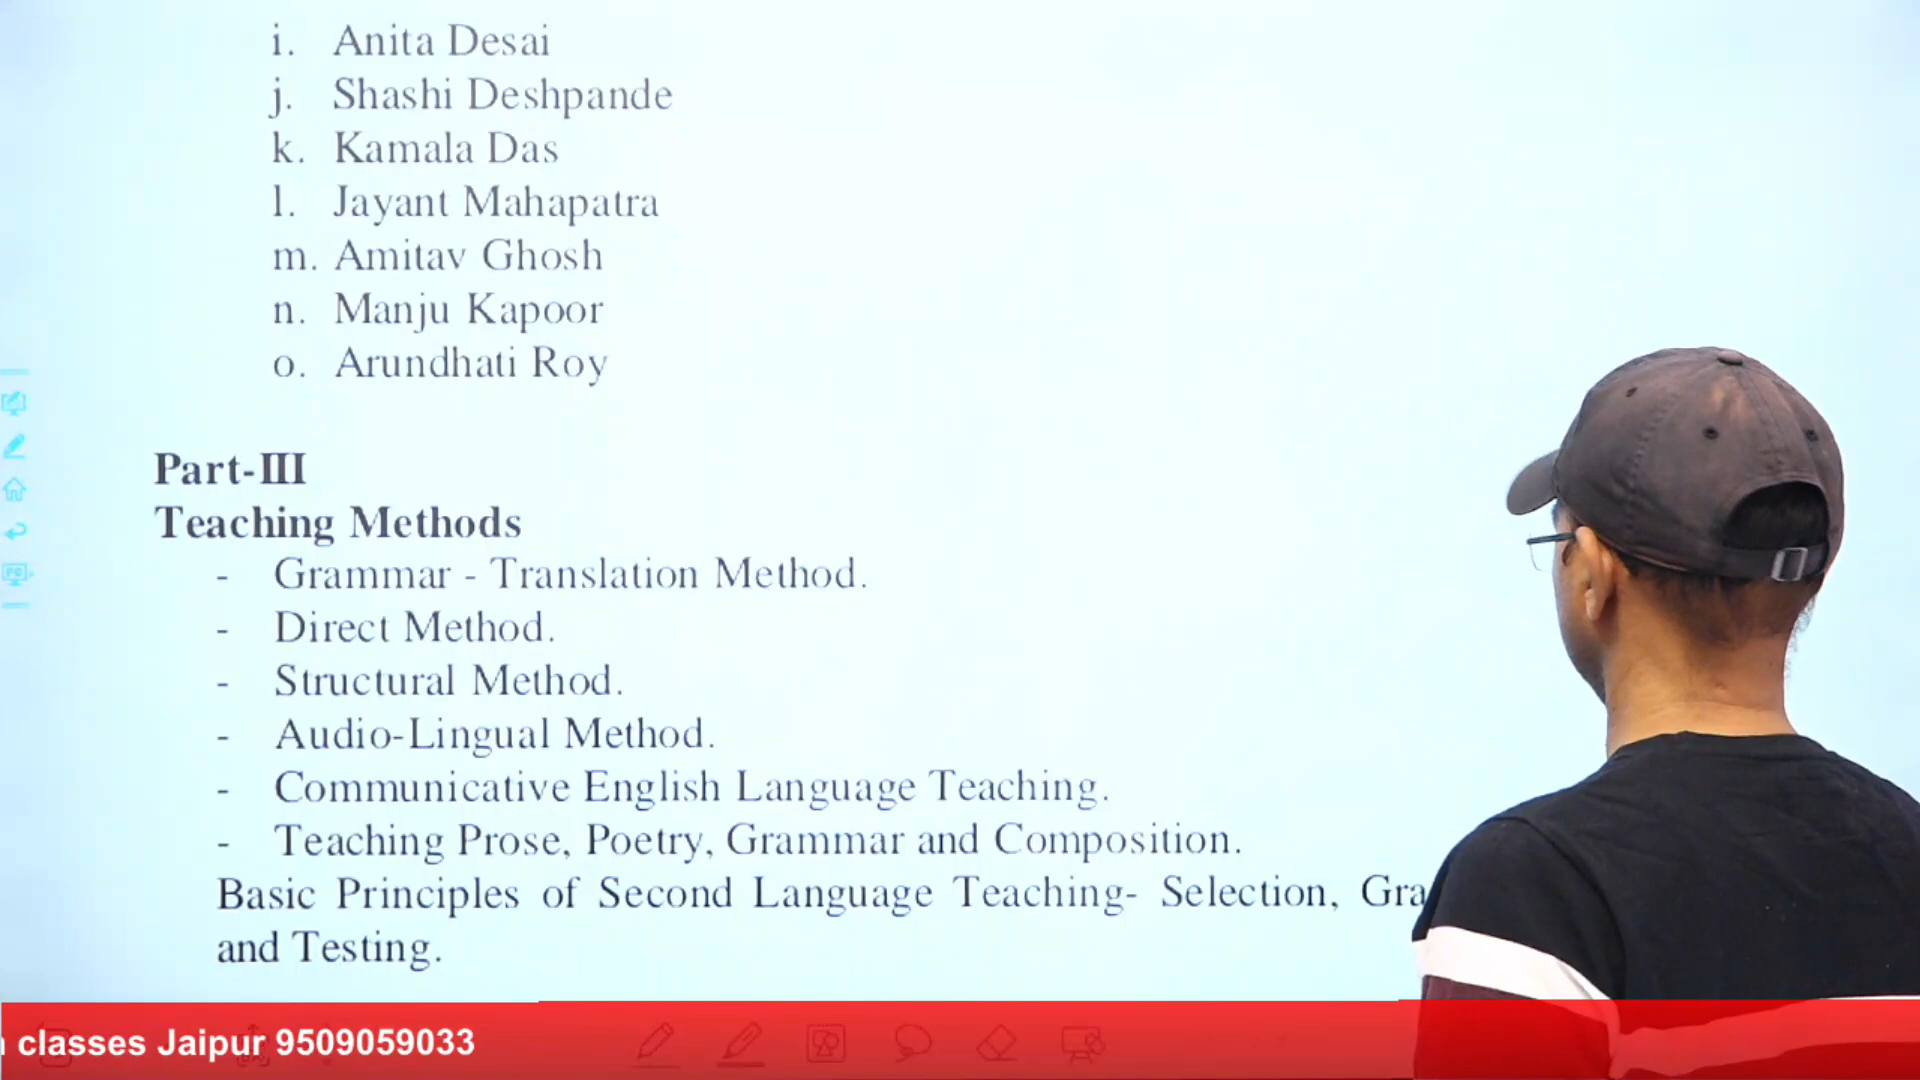 i. Anita Desai
j. Shashi Deshpande
k. Kamala Das
l. Jayant Mahapatra
m. Amitav Ghosh
n. Manju Kapoor
o. Arundhati Roy
Part-III
Teaching Methods
- Grammar - Translation Method.
- Direct Method.
- Structural Method.
- Audio-Lingual Method.
- Communicative English Language Teaching.
- Teaching Prose, Poetry, Grammar and Composition.
Basic Principles of Second Language Teaching- Selection,
and Testing.
classes Jaipur 9509059033